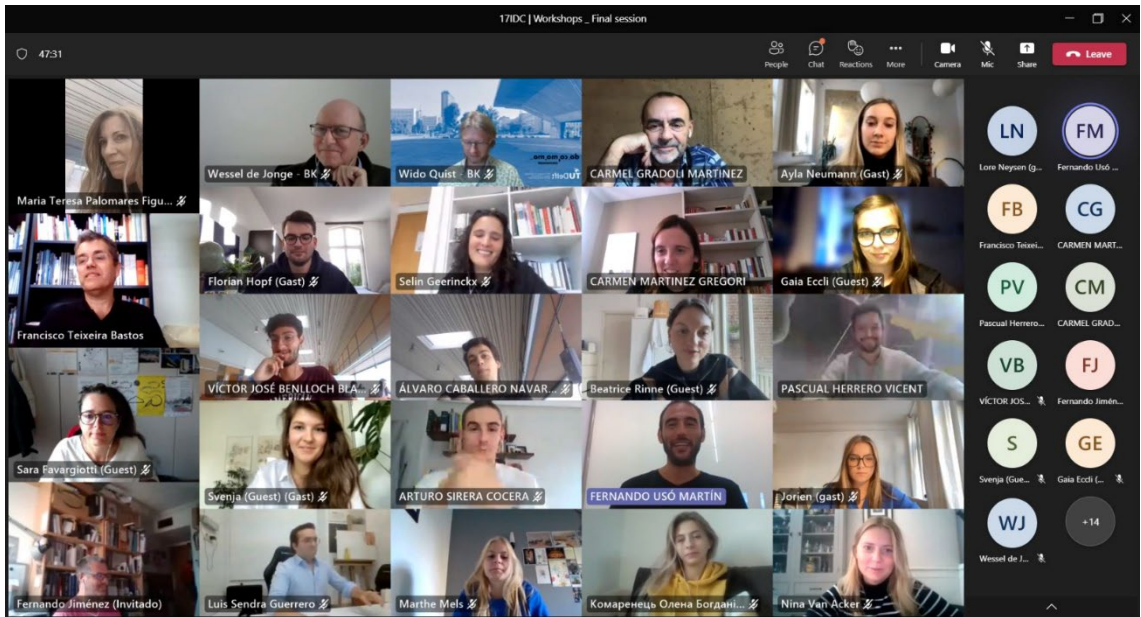 17IDC | Workshops _ Final session
47:31
People
Chat
Reactions
More
Camera
Mic
Share
Leave
Maria Teresa Palomares Figu...
Wessel de Jonge - BK
Wido Quist - BK
CARMEL GRADOLI MARTINEZ
Ayla Neumann (Gast)
Francisco Teixeira Bastos
Florian Hopf (Gast)
Selin Geerinckx
CARMEN MARTINEZ GREGORI
Gaia Eccli (Guest)
VÍCTOR JOSÉ BENLLOCH BLA...
ÁLVARO CABALLERO NAVAR...
Beatrice Rinne (Guest)
PASCUAL HERRERO VICENT
Sara Favargiotti (Guest)
Svenja (Guest) (Gast)
ARTURO SIRERA COCERA
FERNANDO USÓ MARTÍN
Jorien (gast)
Fernando Jiménez (Invitado)
Luis Sendra Guerrero
Marthe Mels
Комаренець Олена Богдані...
Nina Van Acker
LN
Lore Neysen (g...
FM
Fernando Usó ...
FB
Francisco Teixei...
CG
CARMEN MART...
PV
Pascual Herrero...
CM
CARMEL GRAD...
VB
VÍCTOR JOS...
FJ
Fernando Jimén...
S
Svenja (Gue...
GE
Gaia Eccli (...
WJ
Wessel de J...
+14